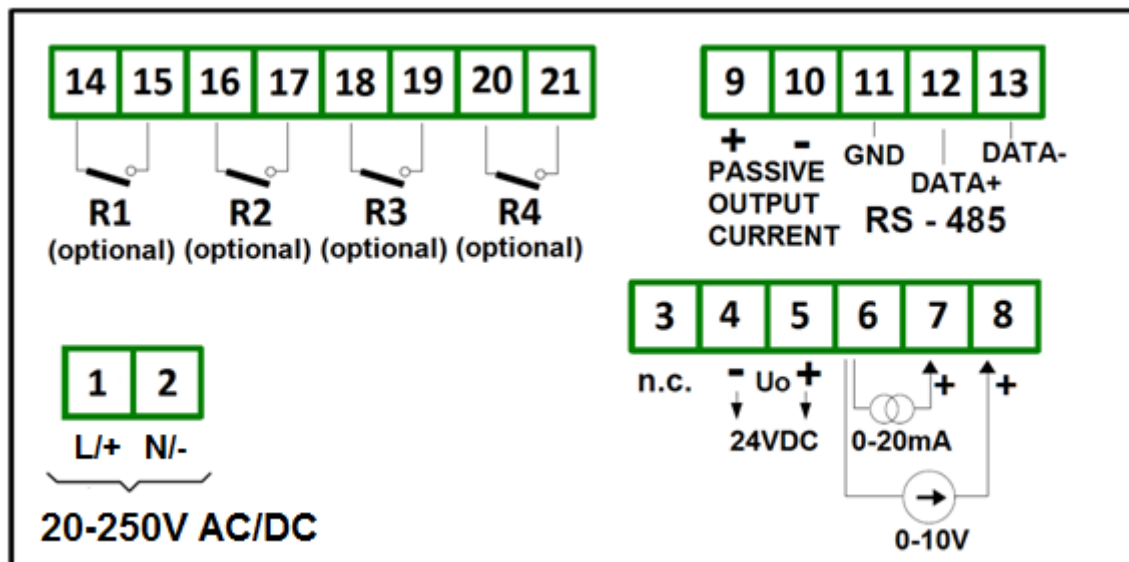 14 15 16 17 18 19 20 21
R1 R2 R3 R4
(optional) (optional) (optional) (optional)
9 10 11 12 13
+ -
GND
DATA+
DATA-
PASSIVE
OUTPUT
CURRENT
RS - 485
1 2
L/+ N/-
20-250V AC/DC
3 4 5 6 7 8
n.c. - Uo + + +
24VDC 0-20mA
0-10V